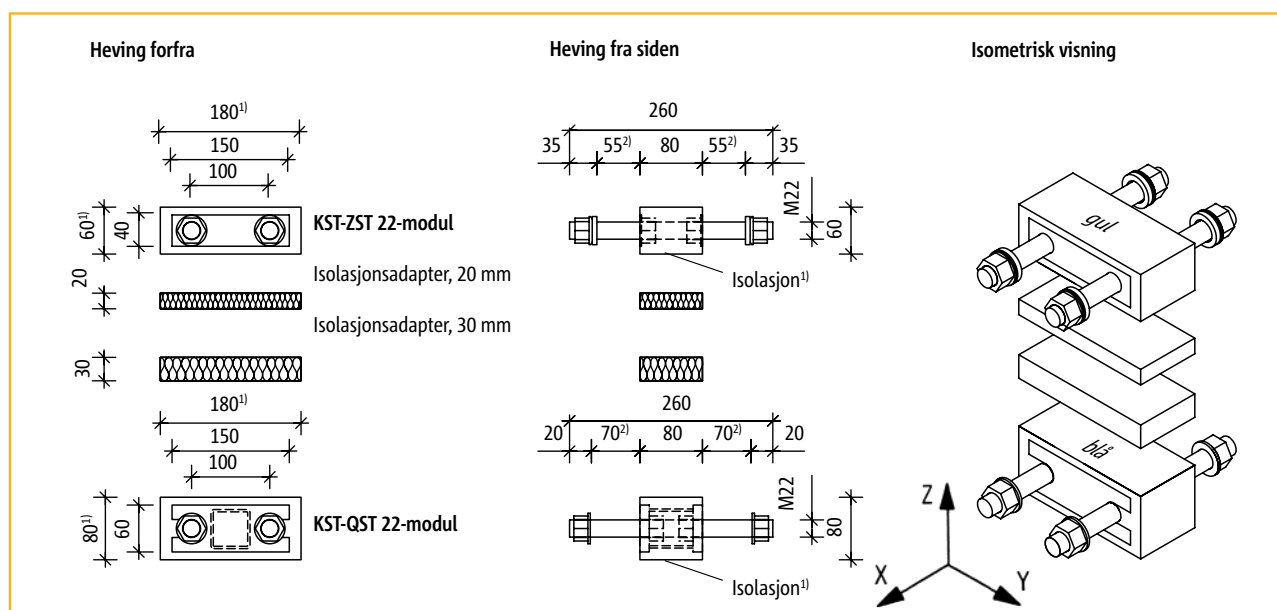 Heving forfra
Heving fra siden
Isometrisk visning
180¹⁾
150
100
60¹⁾
40
KST-ZST 22-modul
20
Isolasjonsadapter, 20 mm
Isolasjonsadapter, 30 mm
30
180¹⁾
150
100
80¹⁾
60
KST-QST 22-modul
260
35
55²⁾
80
55²⁾
35
M22
60
Isolasjon¹⁾
260
20
70²⁾
80
70²⁾
20
M22
80
Isolasjon¹⁾
gul
blå
Z
X
Y